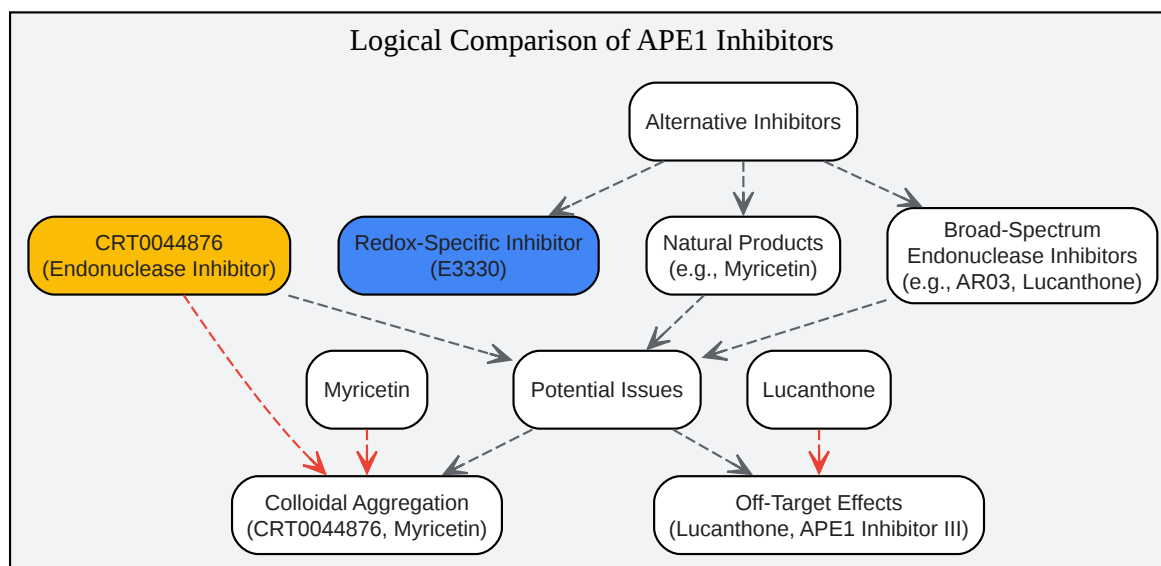 Logical Comparison of APE1 Inhibitors
Alternative Inhibitors
CRT0044876
(Endonuclease Inhibitor)
Redox-Specific Inhibitor
(E3330)
Natural Products
(e.g., Myricetin)
Broad-Spectrum
Endonuclease Inhibitors
(e.g., AR03, Lucanthone)
Myricetin
Potential Issues
Lucanthone
Colloidal Aggregation
(CRT0044876, Myricetin)
Off-Target Effects
(Lucanthone, APE1 Inhibitor III)